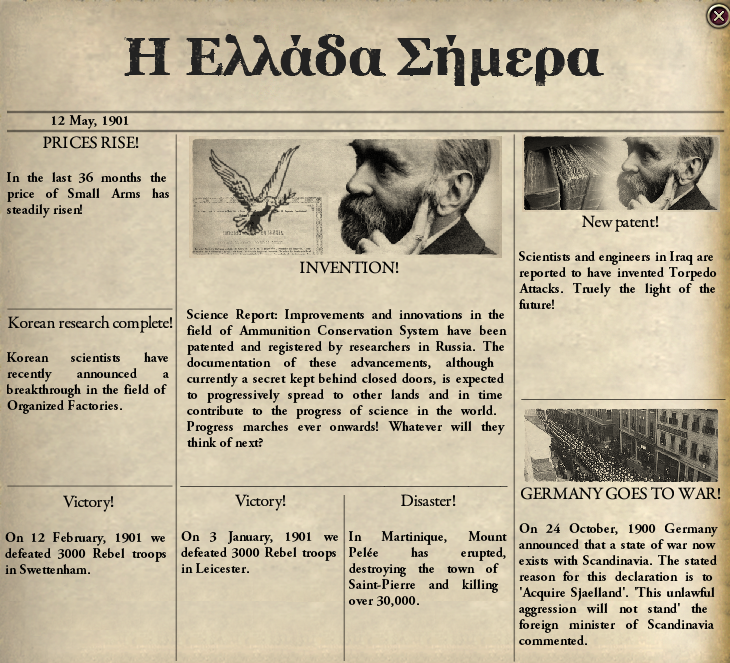 Η Ελλάδα Σήμερα
12 May, 1901
PRICES RISE!
In the last 36 months the
price of Small Arms has
steadily risen!
Korean research complete!
Korean scientists have
recently announced a
breakthrough in the field of
Organized Factories.
INVENTION!
Science Report: Improvements and innovations in the
field of Ammunition Conservation System have been
patented and registered by researchers in Russia. The
documentation of these advancements, although
currently a secret kept behind closed doors, is expected
to progressively spread to other lands and in time
contribute to the progress of science in the world.
Progress marches ever onwards! Whatever will they
think of next?
New patent!
Scientists and engineers in Iraq are
reported to have invented Torpedo
Attacks. Truely the light of the
future!
GERMANY GOES TO WAR!
On 24 October, 1900 Germany
announced that a state of war now
exists with Scandinavia. The stated
reason for this declaration is to
'Acquire Sjaelland'. 'This unlawful
aggression will not stand' the
foreign minister of Scandinavia
commented.
Victory!
On 12 February, 1901 we
defeated 3000 Rebel troops
in Swettenham.
Victory!
On 3 January, 1901 we
defeated 3000 Rebel troops
in Leicester.
Disaster!
In Martinique, Mount
Pelée has erupted,
destroying the town of
Saint-Pierre and killing
over 30,000.